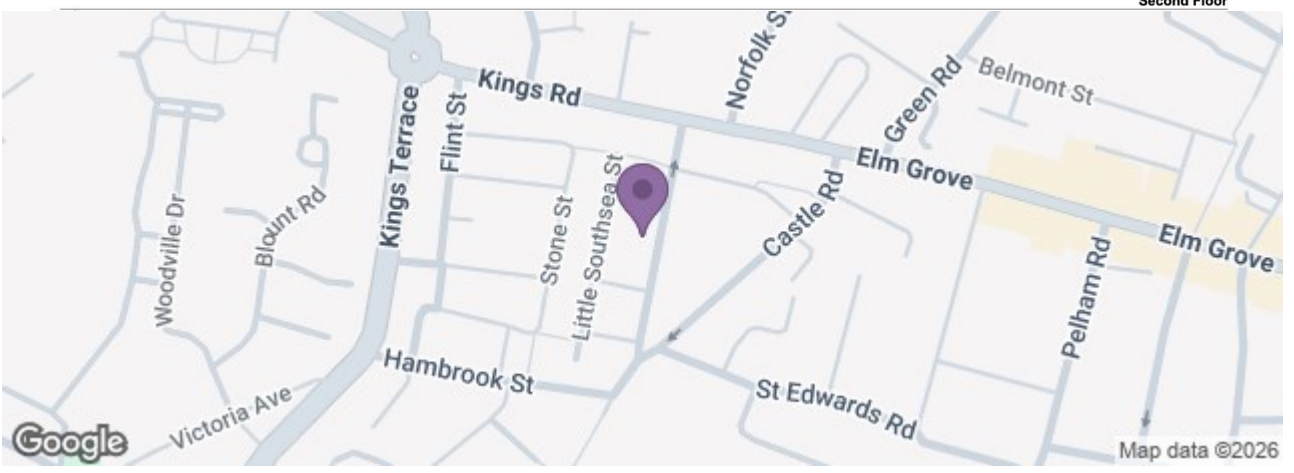 Second Floor
Norfolk S
Kings Rd
Green Rd
Belmont St
Kings Terrace
Flint St
Elm Grove
Woodville Dr
Blount Rd
Stone St
Little Southsea St
Castle Rd
Elm Grove
Pelham Rd
Hambrook St
St Edwards Rd
Victoria Ave
Google
Map data ©2026